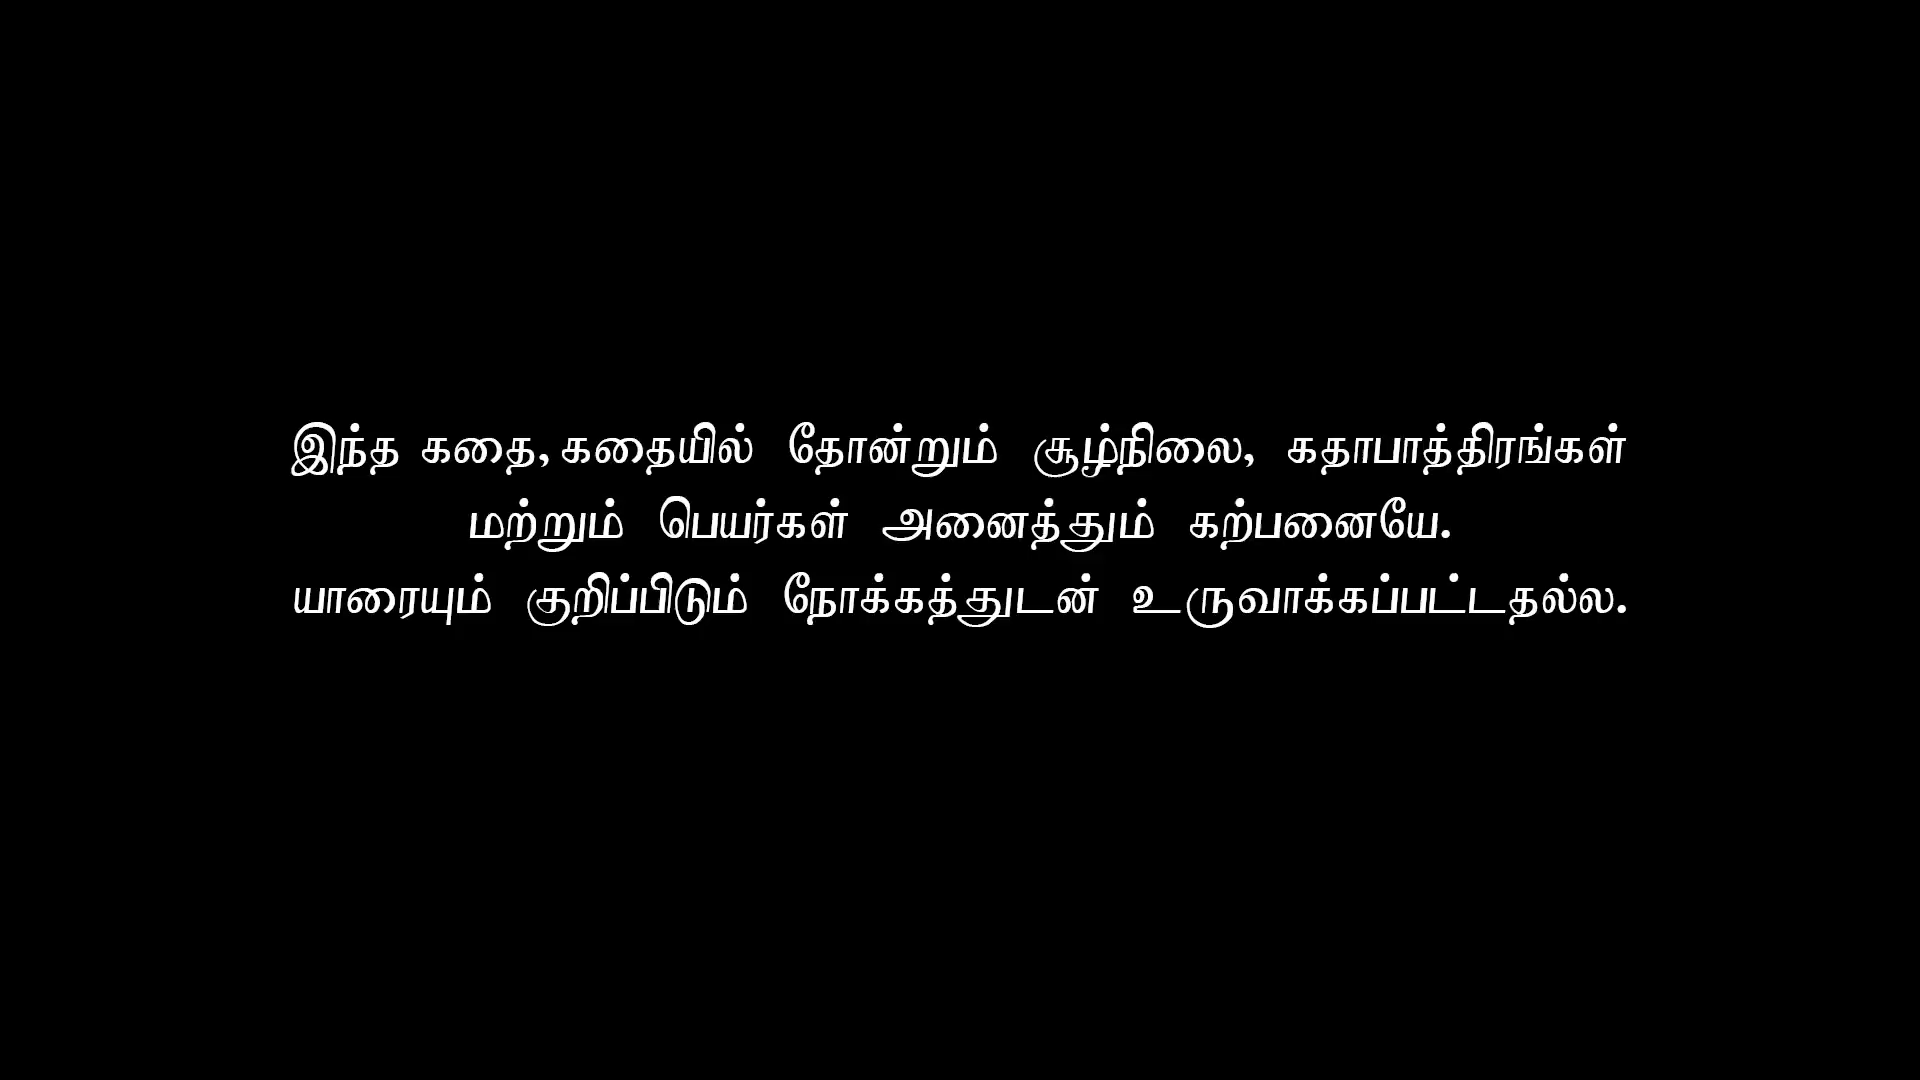 இந்த கதை, கதையில் தோன்றும் சூழ்நிலை, கதாபாத்திரங்கள்
மற்றும் பெயர்கள் அனைத்தும் கற்பனையே.
யாரையும் குறிப்பிடும் நோக்கத்துடன் உருவாக்கப்பட்டதல்ல.